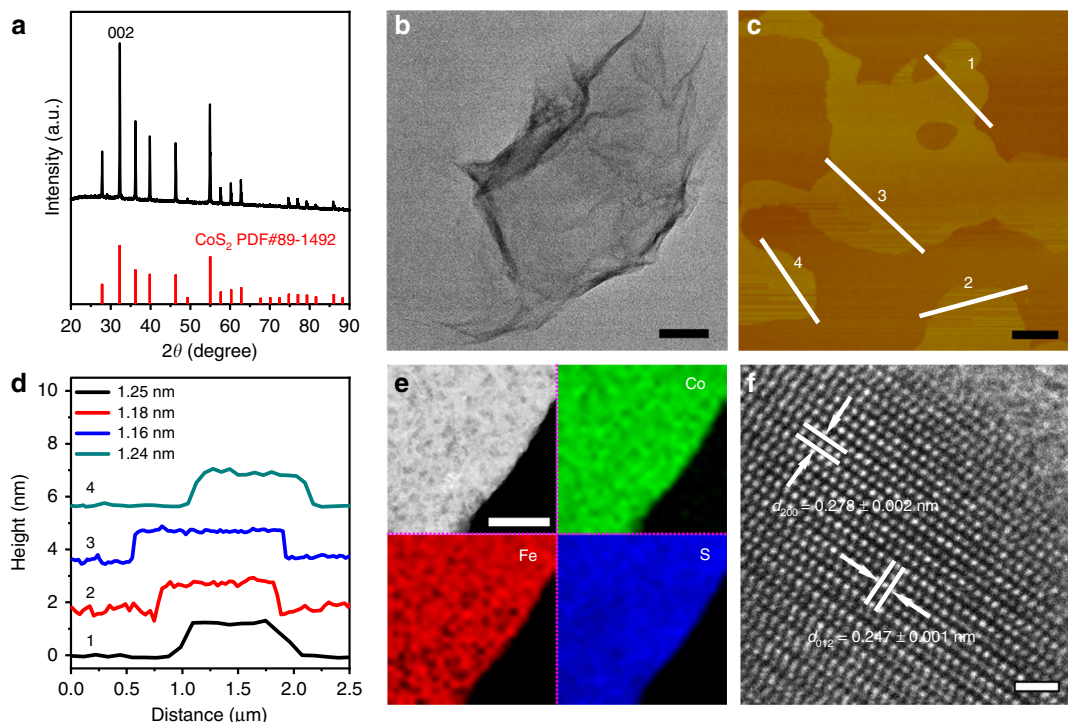 a
002
Intensity (a.u.)
CoS₂ PDF#89-1492
20 30 40 50 60 70 80 90
2θ (degree)
b
c
1
3
4
2
d
10
8
6
4
2
0
Height (nm)
1.25 nm
1.18 nm
1.16 nm
1.24 nm
4
3
2
1
0.0 0.5 1.0 1.5 2.0 2.5
Distance (μm)
e
Co
Fe
S
f
d₂₀₀ = 0.278 ± 0.002 nm
d₀₁₂ = 0.247 ± 0.001 nm